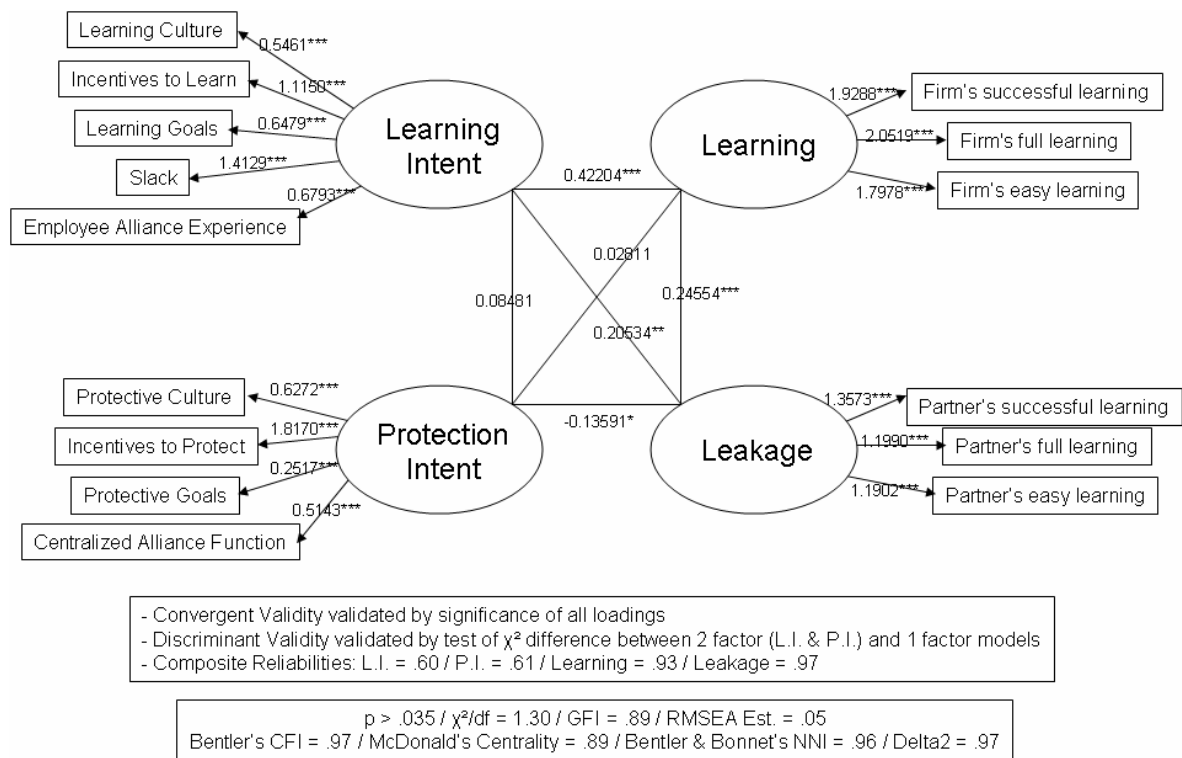 Learning Culture
0.5461***
Incentives to Learn
1.1150***
Learning Goals
0.6479***
Slack
1.4129***
Employee Alliance Experience
0.6793***
Learning
Intent
Learning
1.9288***
Firm's successful learning
2.0519***
Firm's full learning
1.7978***
Firm's easy learning
0.42204***
0.02811
0.08481
0.24554***
0.20534**
-0.13591*
Protective Culture
0.6272***
Incentives to Protect
1.8170***
Protective Goals
0.2517***
Centralized Alliance Function
0.5143***
Protection
Intent
Leakage
1.3573***
Partner's successful learning
1.1990***
Partner's full learning
1.1902***
Partner's easy learning
- Convergent Validity validated by significance of all loadings
- Discriminant Validity validated by test of χ² difference between 2 factor (L.I. & P.I.) and 1 factor models
- Composite Reliabilities: L.I. = .60 / P.I. = .61 / Learning = .93 / Leakage = .97
p > .035 / χ²/df = 1.30 / GFI = .89 / RMSEA Est. = .05
Bentler's CFI = .97 / McDonald's Centrality = .89 / Bentler & Bonnet's NNI = .96 / Delta2 = .97